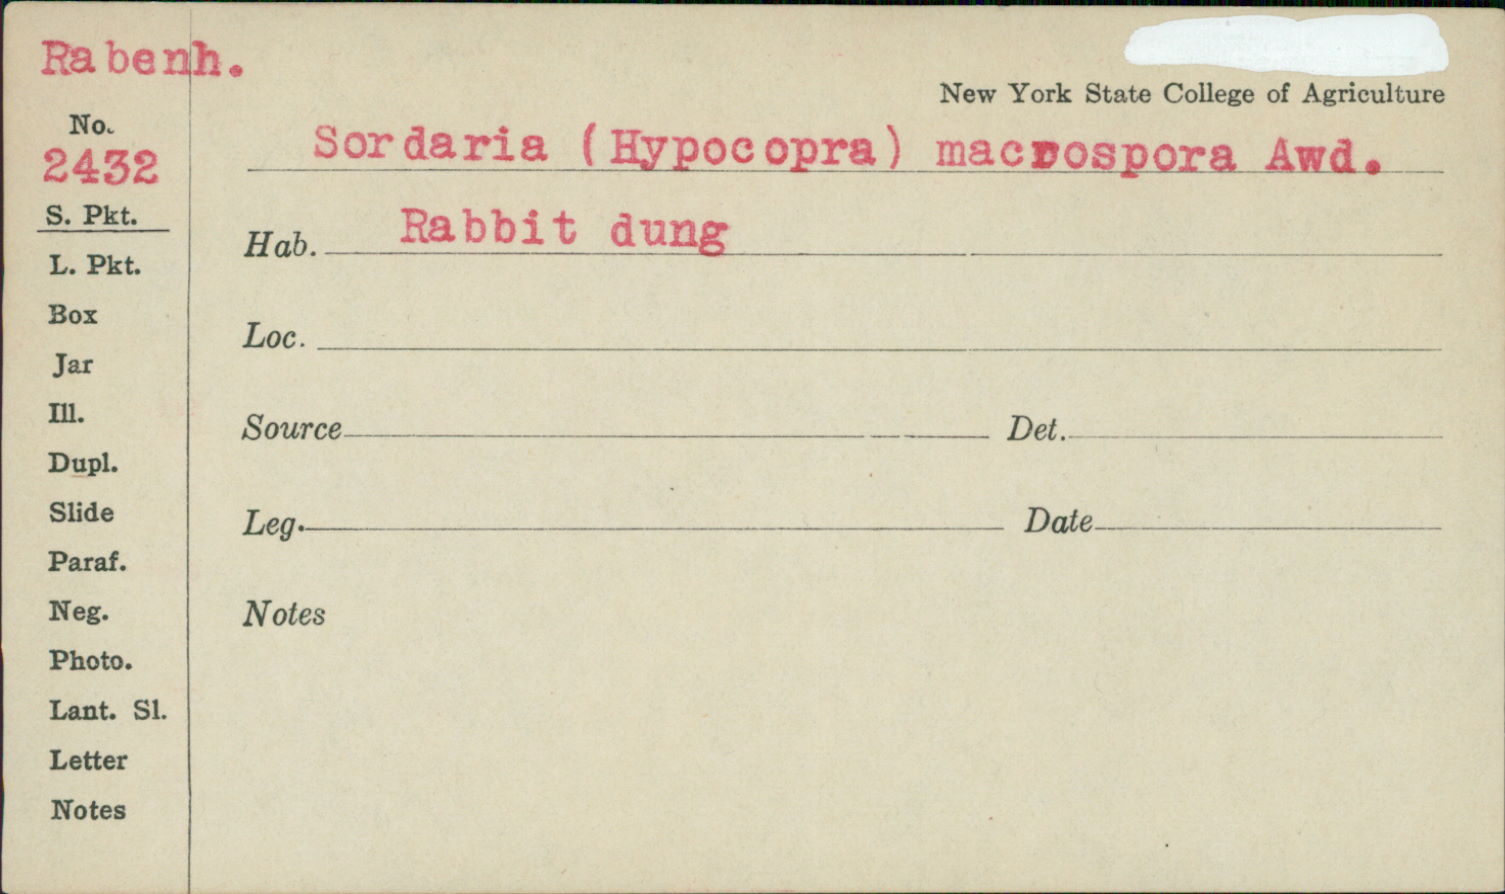 Rabenh.
New York State College of Agriculture
No.
2432
Sordaria (Hypocopra) macrospora Awd.
S. Pkt.
Hab. Rabbit dung
L. Pkt.
Box
Loc.
Jar
Ill.
Source Det.
Dupl.
Slide
Leg. Date
Paraf.
Neg.
Notes
Photo.
Lant. Sl.
Letter
Notes